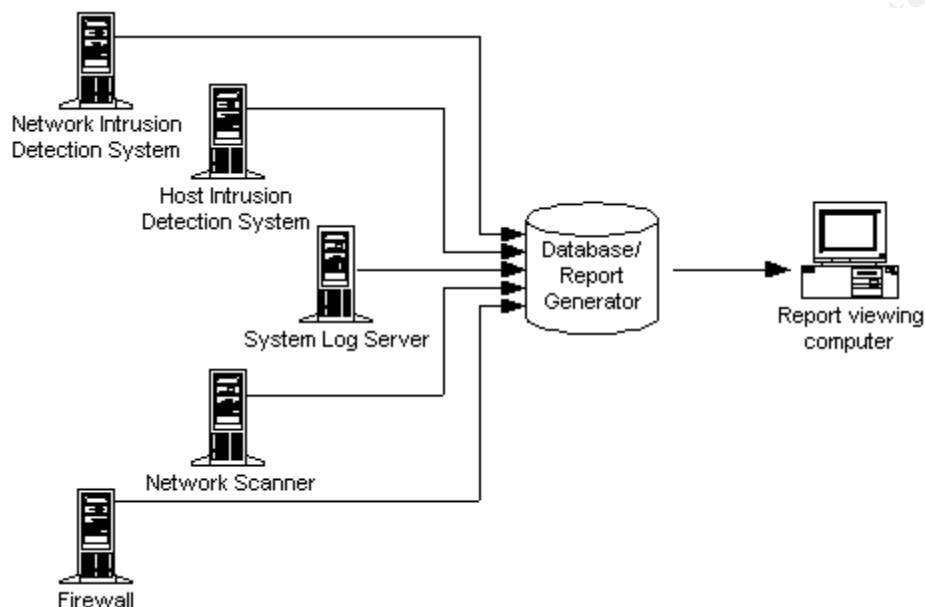 Network Intrusion
Detection System
Host Intrusion
Detection System
System Log Server
Network Scanner
Firewall
Database/
Report
Generator
Report viewing
computer